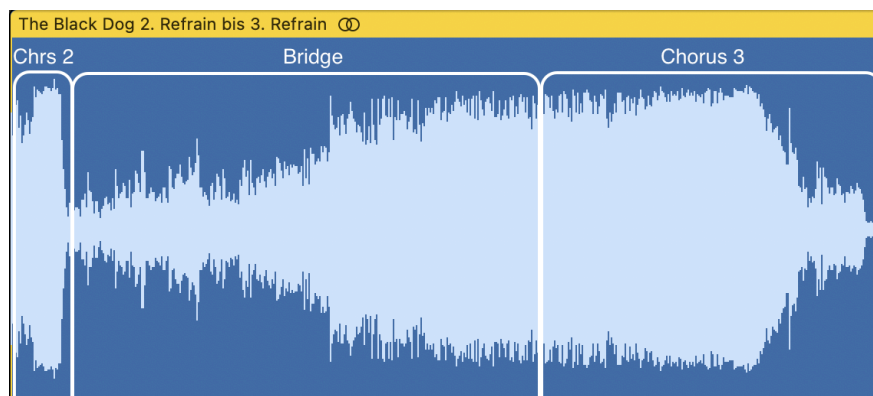 The Black Dog 2. Refrain bis 3. Refrain
Chrs 2 Bridge Chorus 3